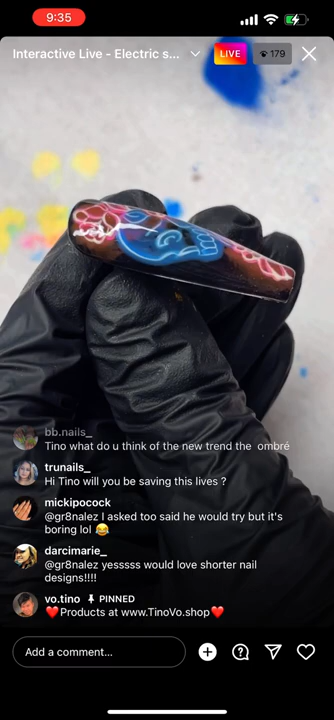 9:35
Interactive Live - Electric s...
LIVE
179
bb.nails_
Tino what do u think of the new trend the ombré
trunails_
Hi Tino will you be saving this lives ?
mickipocock
@gr8nalez I asked too said he would try but it's
boring lol 😂
darcimarie_
@gr8nalez yesssss would love shorter nail
designs!!!!
vo.tino PINNED
❤️Products at www.TinoVo.shop❤️
Add a comment...